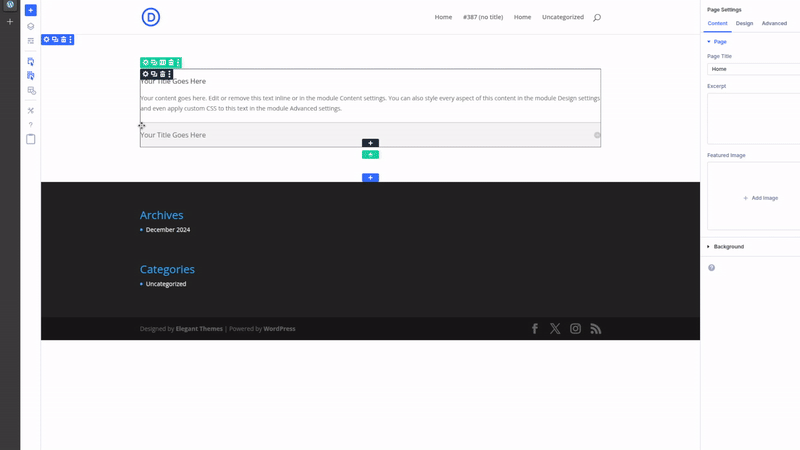 Home
#387 (no title)
Home
Uncategorized
Your Title Goes Here
Your content goes here. Edit or remove this text inline or in the module Content settings. You can also style every aspect of this content in the module Design settings
and even apply custom CSS to this text in the module Advanced settings.
Your Title Goes Here
Archives
December 2024
Categories
Uncategorized
Designed by Elegant Themes | Powered by WordPress
Page Settings
Content
Design
Advanced
Page
Page Title
Home
Excerpt
Featured Image
Add Image
Background